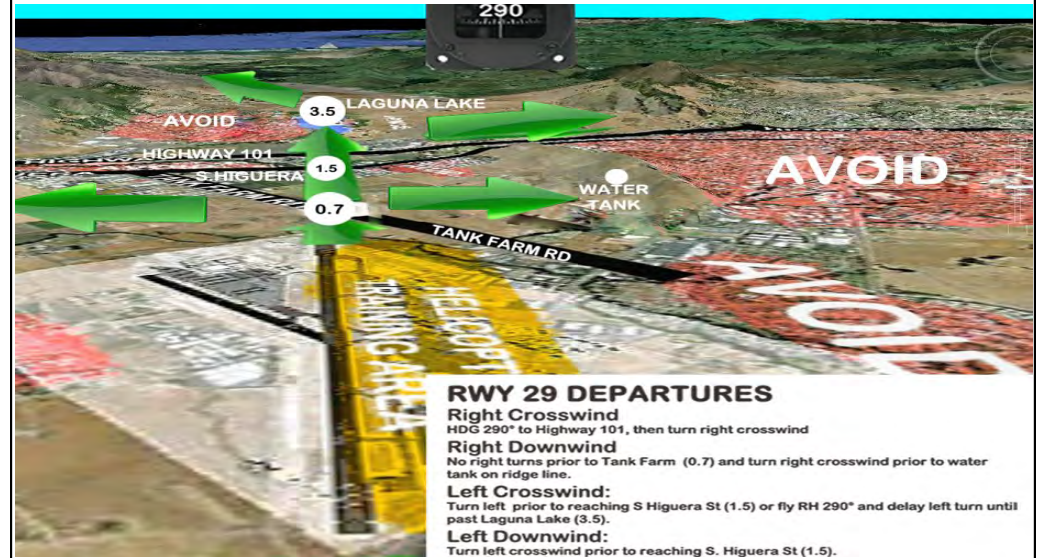 290
3.5
LAGUNA LAKE
AVOID
HIGHWAY 101
1.5
S.HIGUERA
AVOID
WATER
TANK
0.7
TANK FARM RD
AVOID
TRAINING AREA
RWY 29 DEPARTURES
Right Crosswind
HDG 290° to Highway 101, then turn right crosswind
Right Downwind
No right turns prior to Tank Farm (0.7) and turn right crosswind prior to water
tank on ridge line.
Left Crosswind:
Turn left prior to reaching S Higuera St (1.5) or fly RH 290° and delay left turn until
past Laguna Lake (3.5).
Left Downwind:
Turn left crosswind prior to reaching S. Higuera St (1.5).